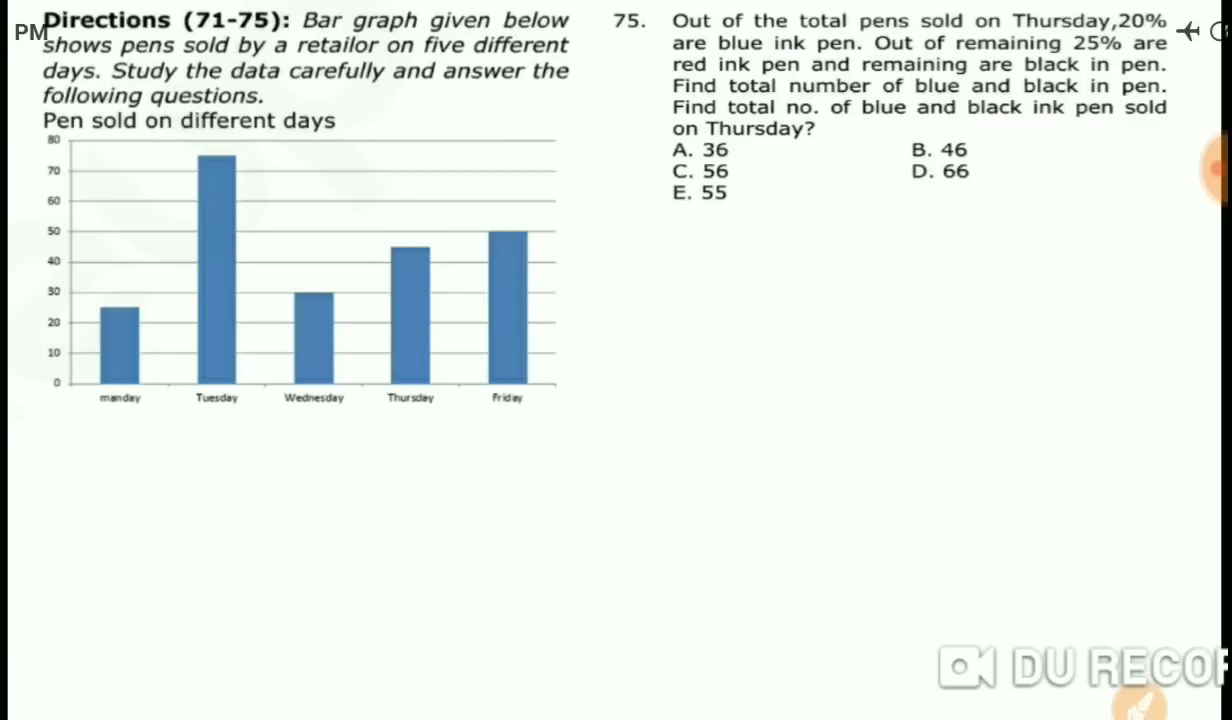 PM
Directions (71-75): Bar graph given below
shows pens sold by a retailor on five different
days. Study the data carefully and answer the
following questions.
Pen sold on different days
80
70
60
50
40
30
20
10
0
manday Tuesday Wednesday Thursday Friday
75. Out of the total pens sold on Thursday,20%
are blue ink pen. Out of remaining 25% are
red ink pen and remaining are black in pen.
Find total number of blue and black in pen.
Find total no. of blue and black ink pen sold
on Thursday?
A. 36 B. 46
C. 56 D. 66
E. 55
DU RECOR